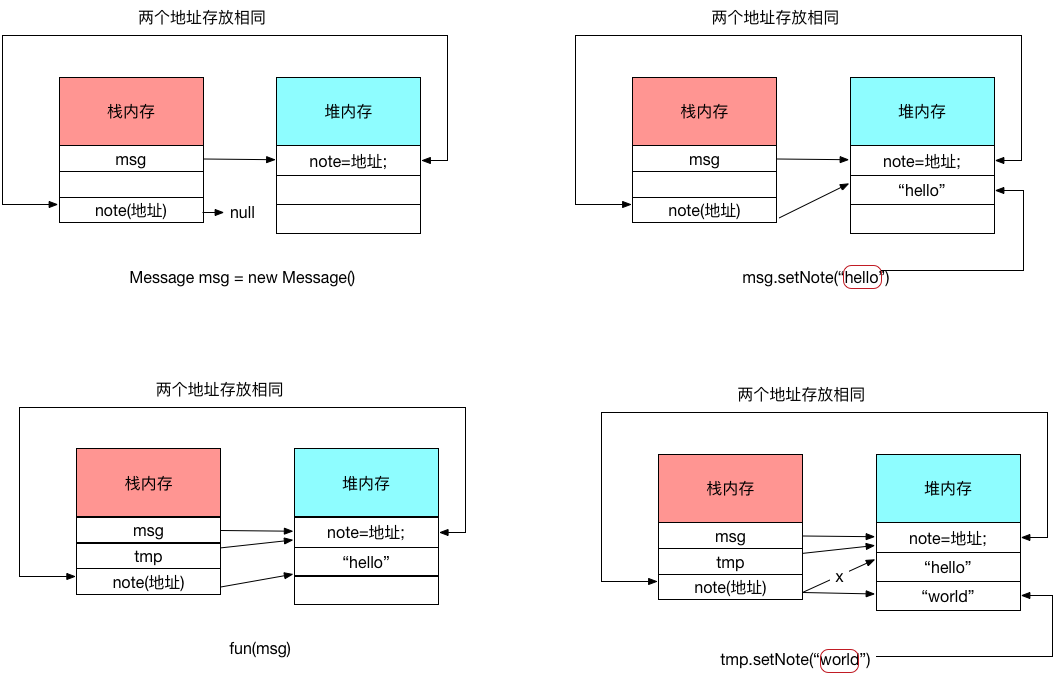 两个地址存放相同
栈内存
堆内存
msg
note=地址;
note(地址)
null
Message msg = new Message()
两个地址存放相同
栈内存
堆内存
msg
note=地址;
“hello”
note(地址)
msg.setNote(“hello”)
两个地址存放相同
栈内存
堆内存
msg
note=地址;
tmp
“hello”
note(地址)
fun(msg)
两个地址存放相同
栈内存
堆内存
msg
note=地址;
tmp
“hello”
x
note(地址)
“world”
tmp.setNote(“world”)